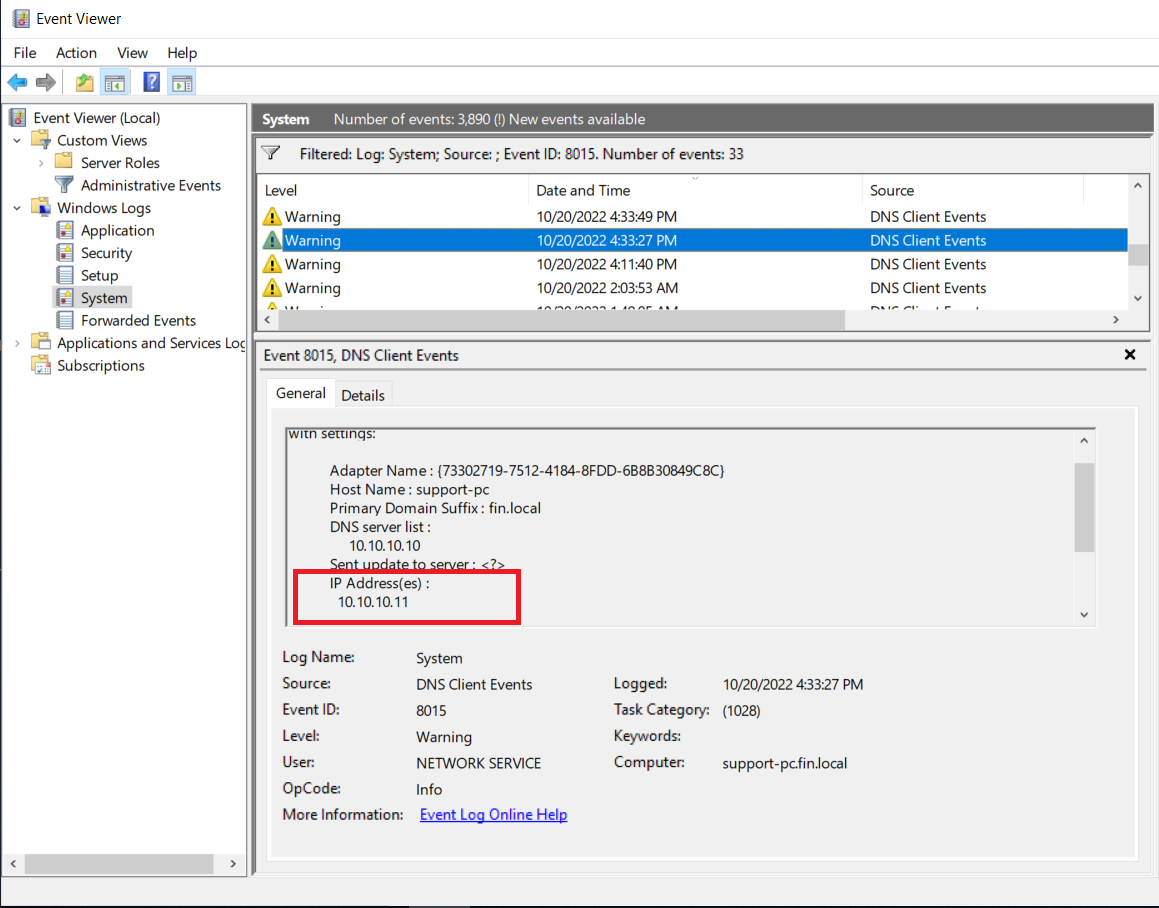 Event Viewer
File Action View Help
Event Viewer (Local)
Custom Views
Server Roles
Administrative Events
Windows Logs
Application
Security
Setup
System
Forwarded Events
Applications and Services Log
Subscriptions
System Number of events: 3,890 (!) New events available
Filtered: Log: System; Source: ; Event ID: 8015. Number of events: 33
Level Date and Time Source
Warning 10/20/2022 4:33:49 PM DNS Client Events
Warning 10/20/2022 4:33:27 PM DNS Client Events
Warning 10/20/2022 4:11:40 PM DNS Client Events
Warning 10/20/2022 2:03:53 AM DNS Client Events
Event 8015, DNS Client Events
General Details
with settings:
Adapter Name : {73302719-7512-4184-8FDD-6B8B30849C8C}
Host Name : support-pc
Primary Domain Suffix : fin.local
DNS server list :
10.10.10.10
Sent update to server : <?>
IP Address(es) :
10.10.10.11
Log Name: System
Source: DNS Client Events Logged: 10/20/2022 4:33:27 PM
Event ID: 8015 Task Category: (1028)
Level: Warning Keywords:
User: NETWORK SERVICE Computer: support-pc.fin.local
OpCode: Info
More Information: Event Log Online Help